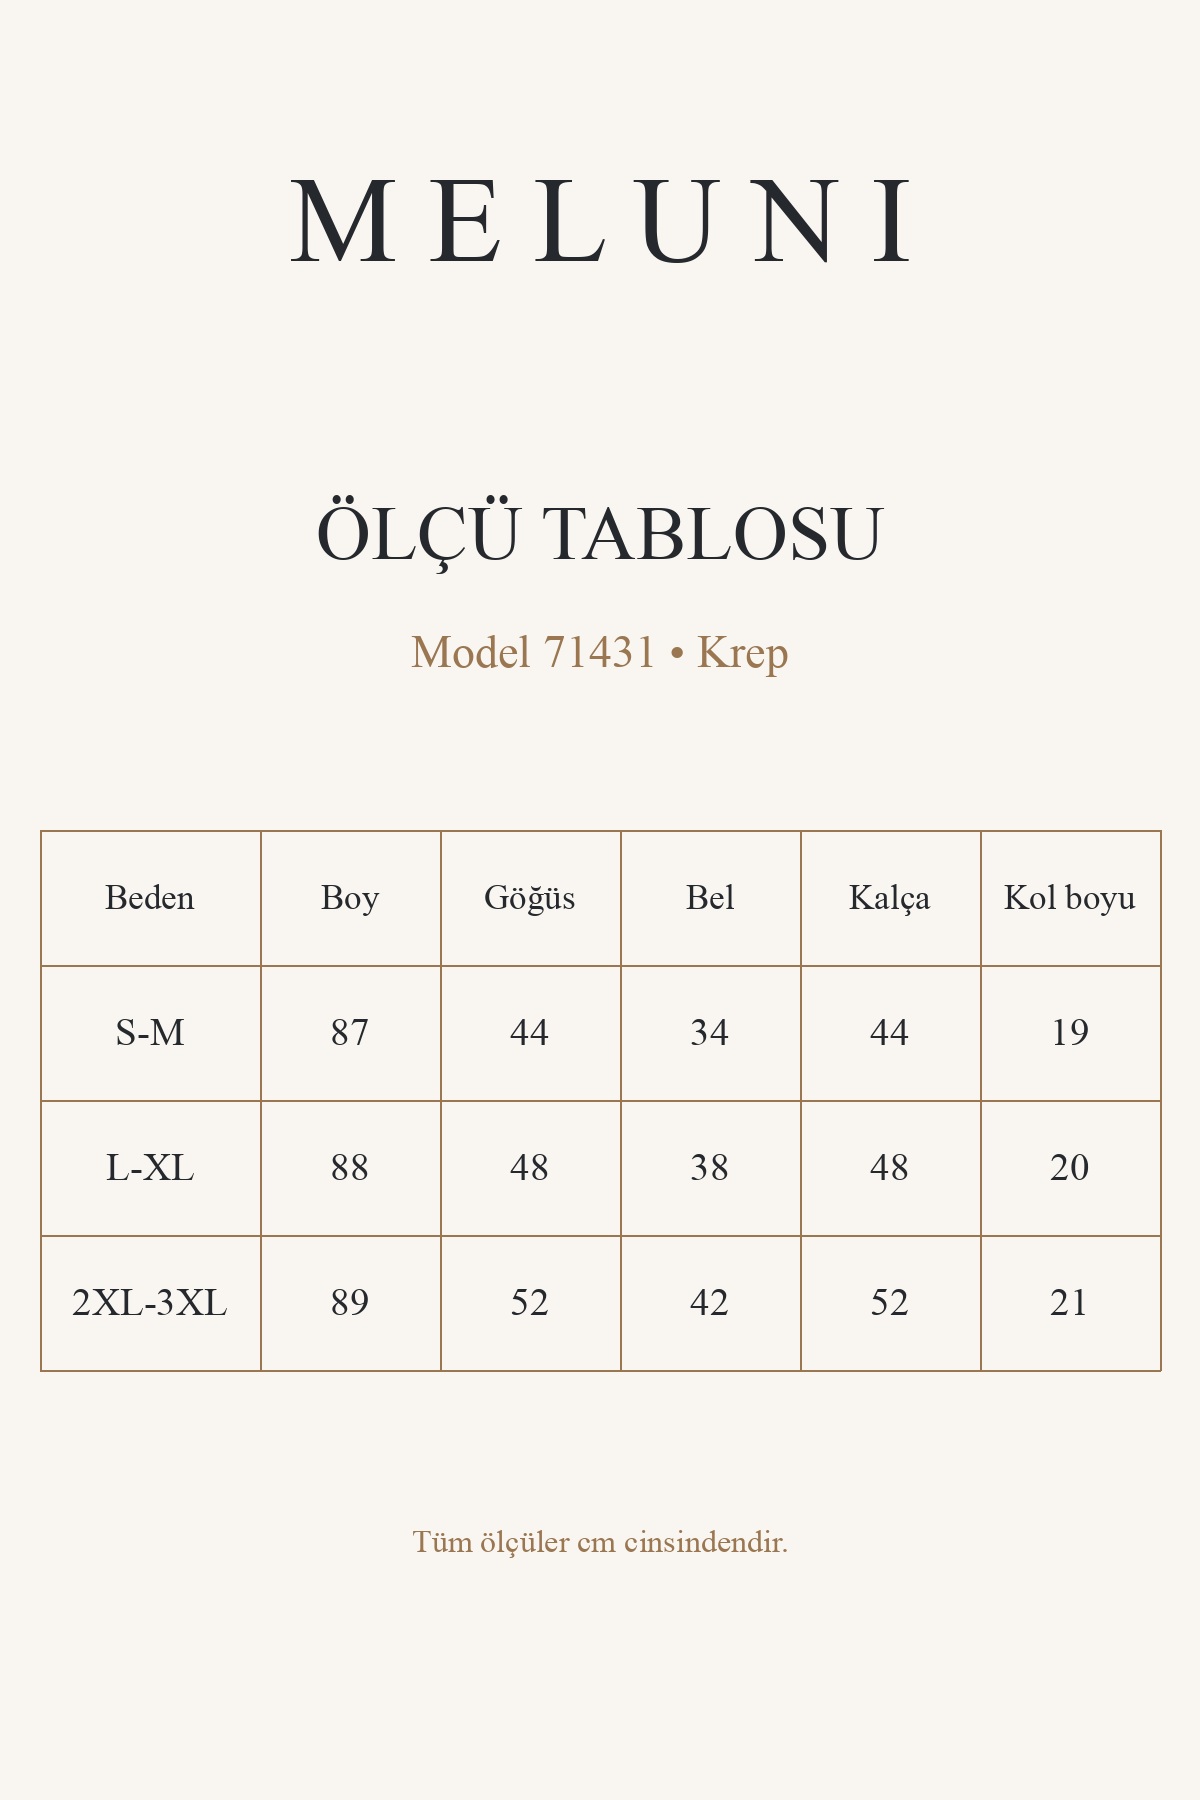 MELUNI
ÖLÇÜ TABLOSU
Model 71431 • Krep
Beden Boy Göğüs Bel Kalça Kol boyu
S-M 87 44 34 44 19
L-XL 88 48 38 48 20
2XL-3XL 89 52 42 52 21
Tüm ölçüler cm cinsindendir.